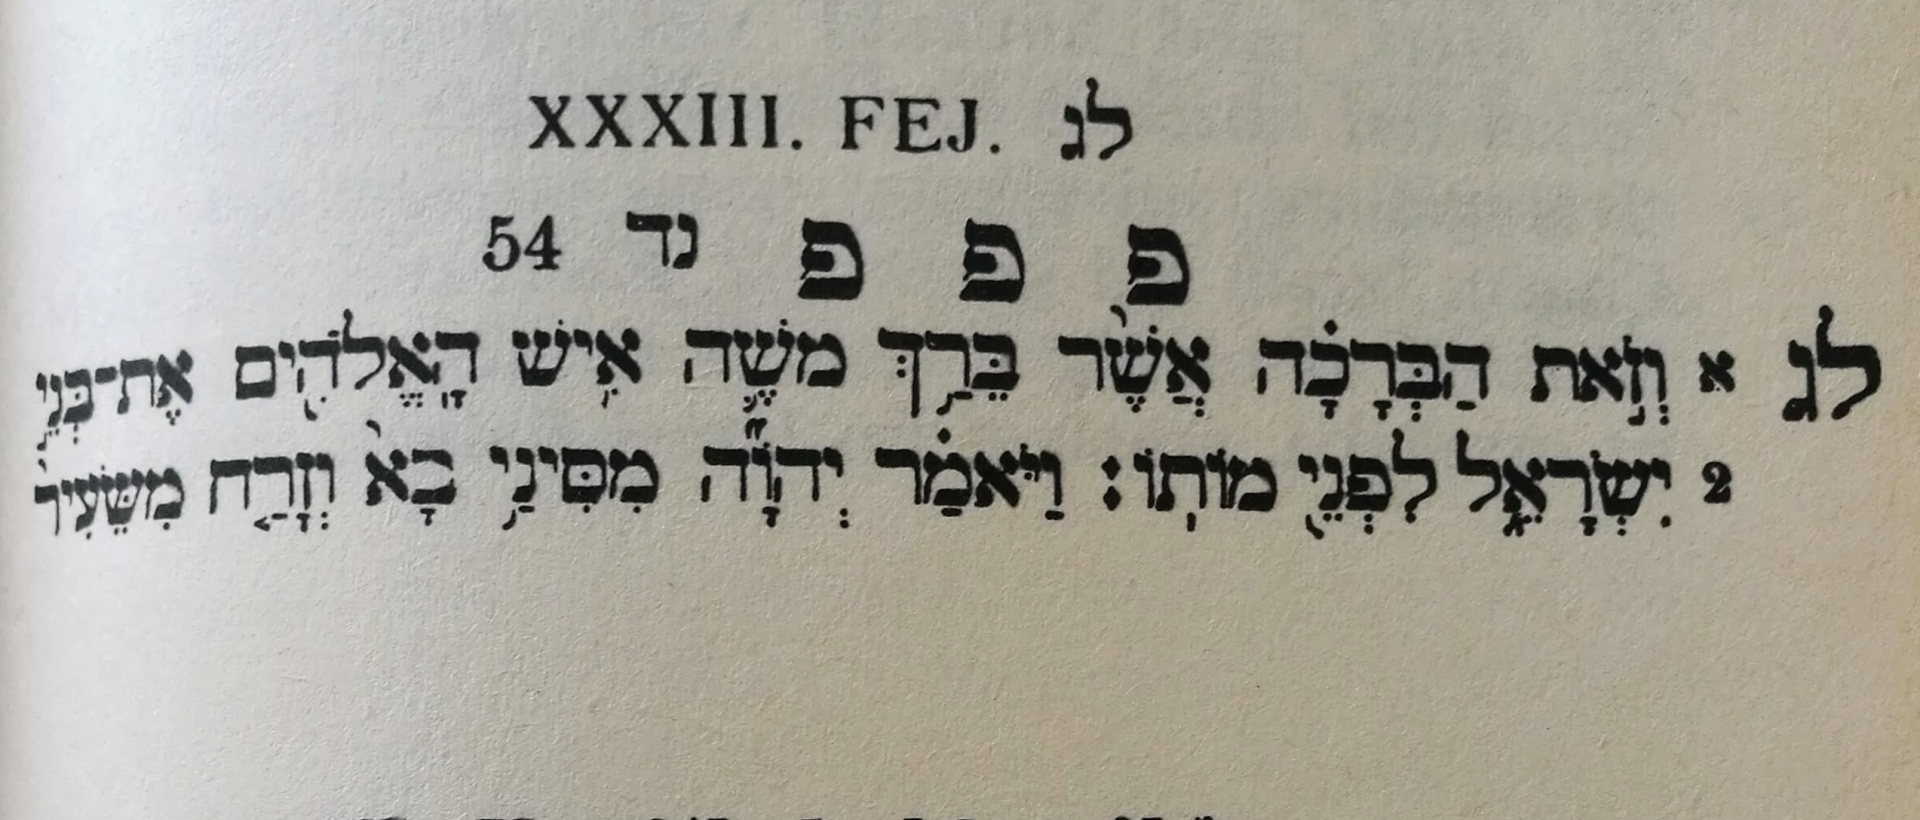 XXXIII. FEJ. לג
פ פ פ נד 54
לג א וְזֹ֣את הַבְּרָכָ֗ה אֲשֶׁ֨ר בֵּרַ֥ךְ מֹשֶׁ֛ה אִ֥ישׁ הָאֱלֹהִ֖ים אֶת־בְּנֵ֣י
2 יִשְׂרָאֵ֑ל לִפְנֵ֖י מוֹתֽוֹ׃ וַיֹּאמַ֗ר יְהוָ֞ה מִסִּינַ֥י בָּא֙ וְזָרַ֤ח מִשֵּׂעִיר֙